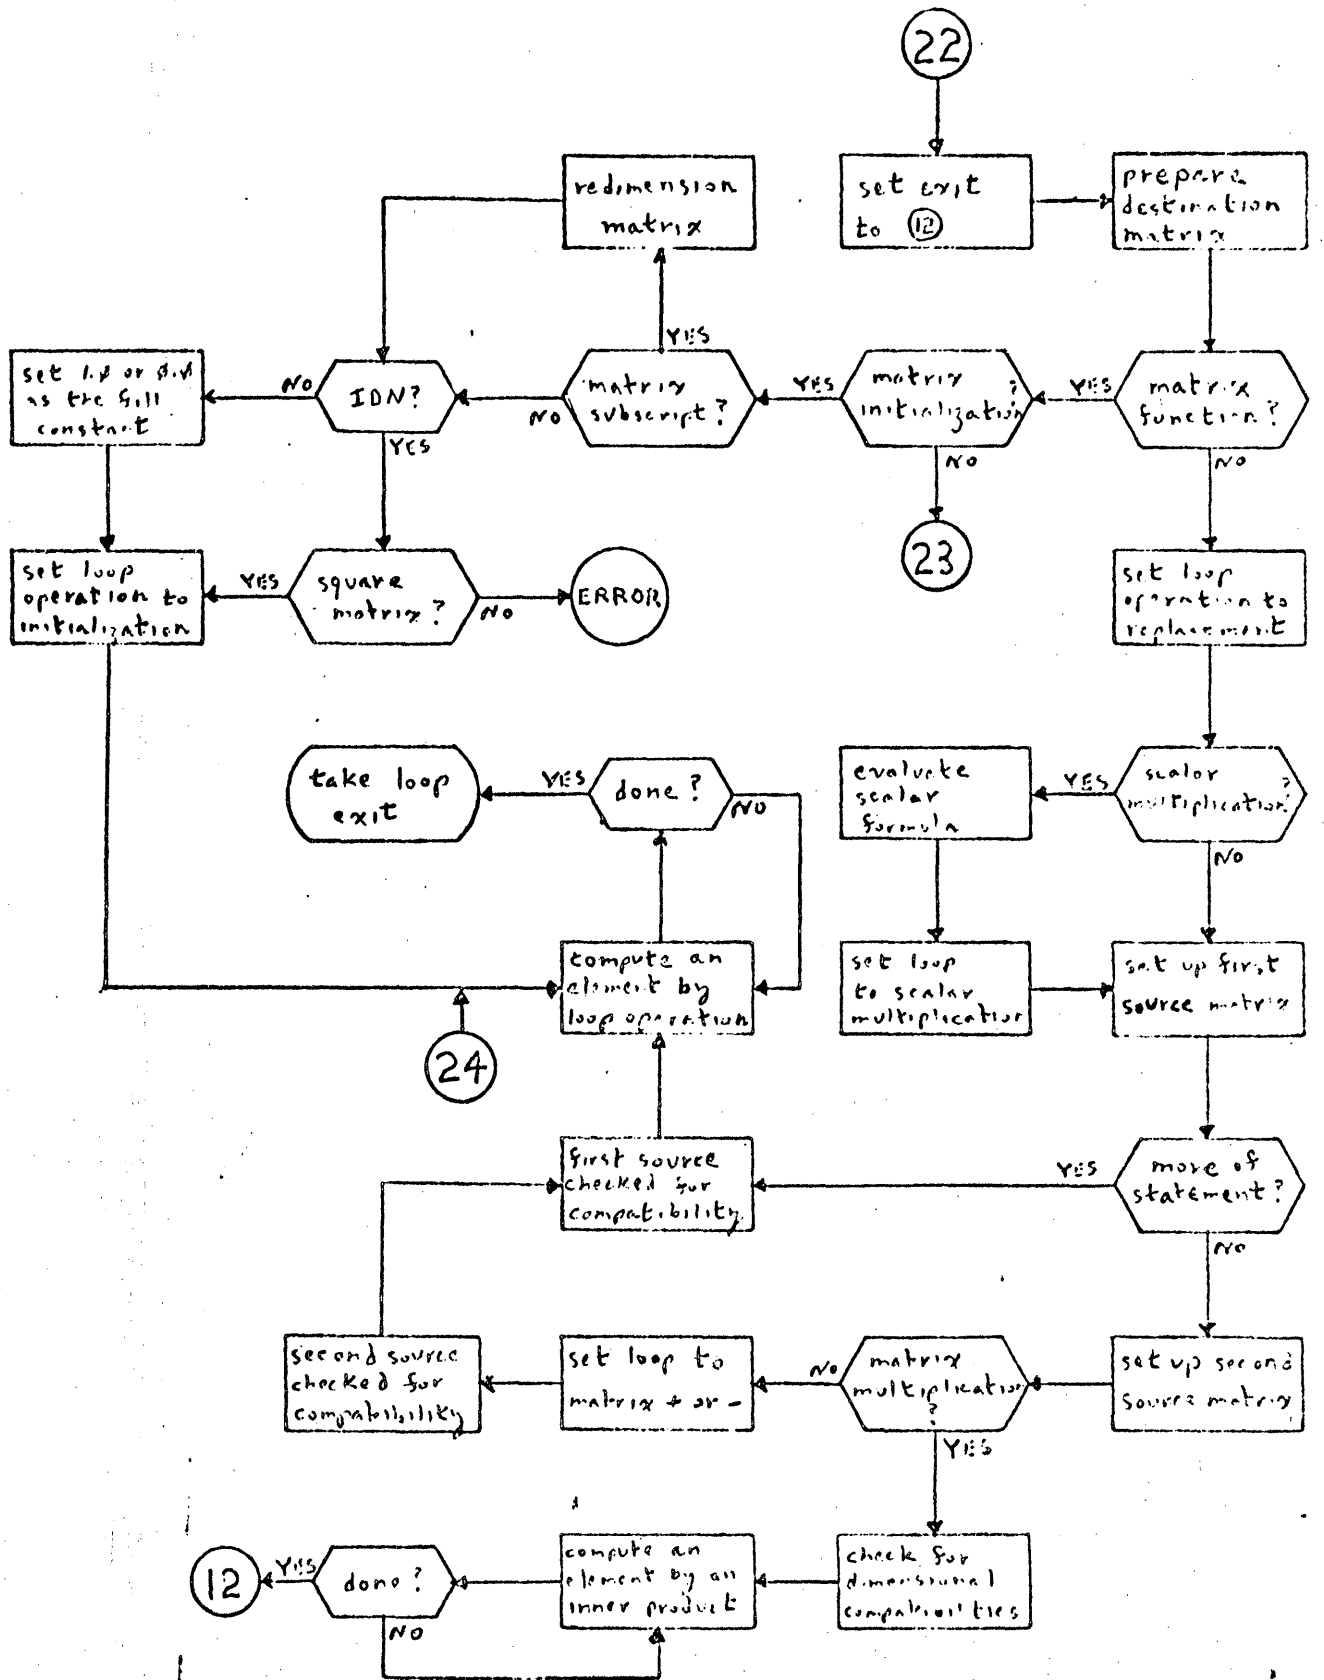 22
set exit
to 12
prepare
destination
matrix
redimension
matrix
YES
set 1.0 or 0.0
as the fill
constant
NO
IDN?
YES
matrix
subscript?
NO
YES
matrix
initialization?
NO
YES
matrix
function?
NO
23
set loop
operation to
initialization
YES
square
matrix?
NO
ERROR
set loop
operation to
replacement
take loop
exit
YES
done?
NO
evaluate
scalar
formula
YES
scalar
multiplication?
NO
compute an
element by
loop operation
set loop
to scalar
multiplication
set up first
source matrix
24
first source
checked for
compatibility
YES
more of
statement?
NO
second source
checked for
compatibility
set loop to
matrix + or -
NO
matrix
multiplication
?
YES
set up second
source matrix
12
YES
done?
NO
compute an
element by an
inner product
check for
dimensional
compatibilities